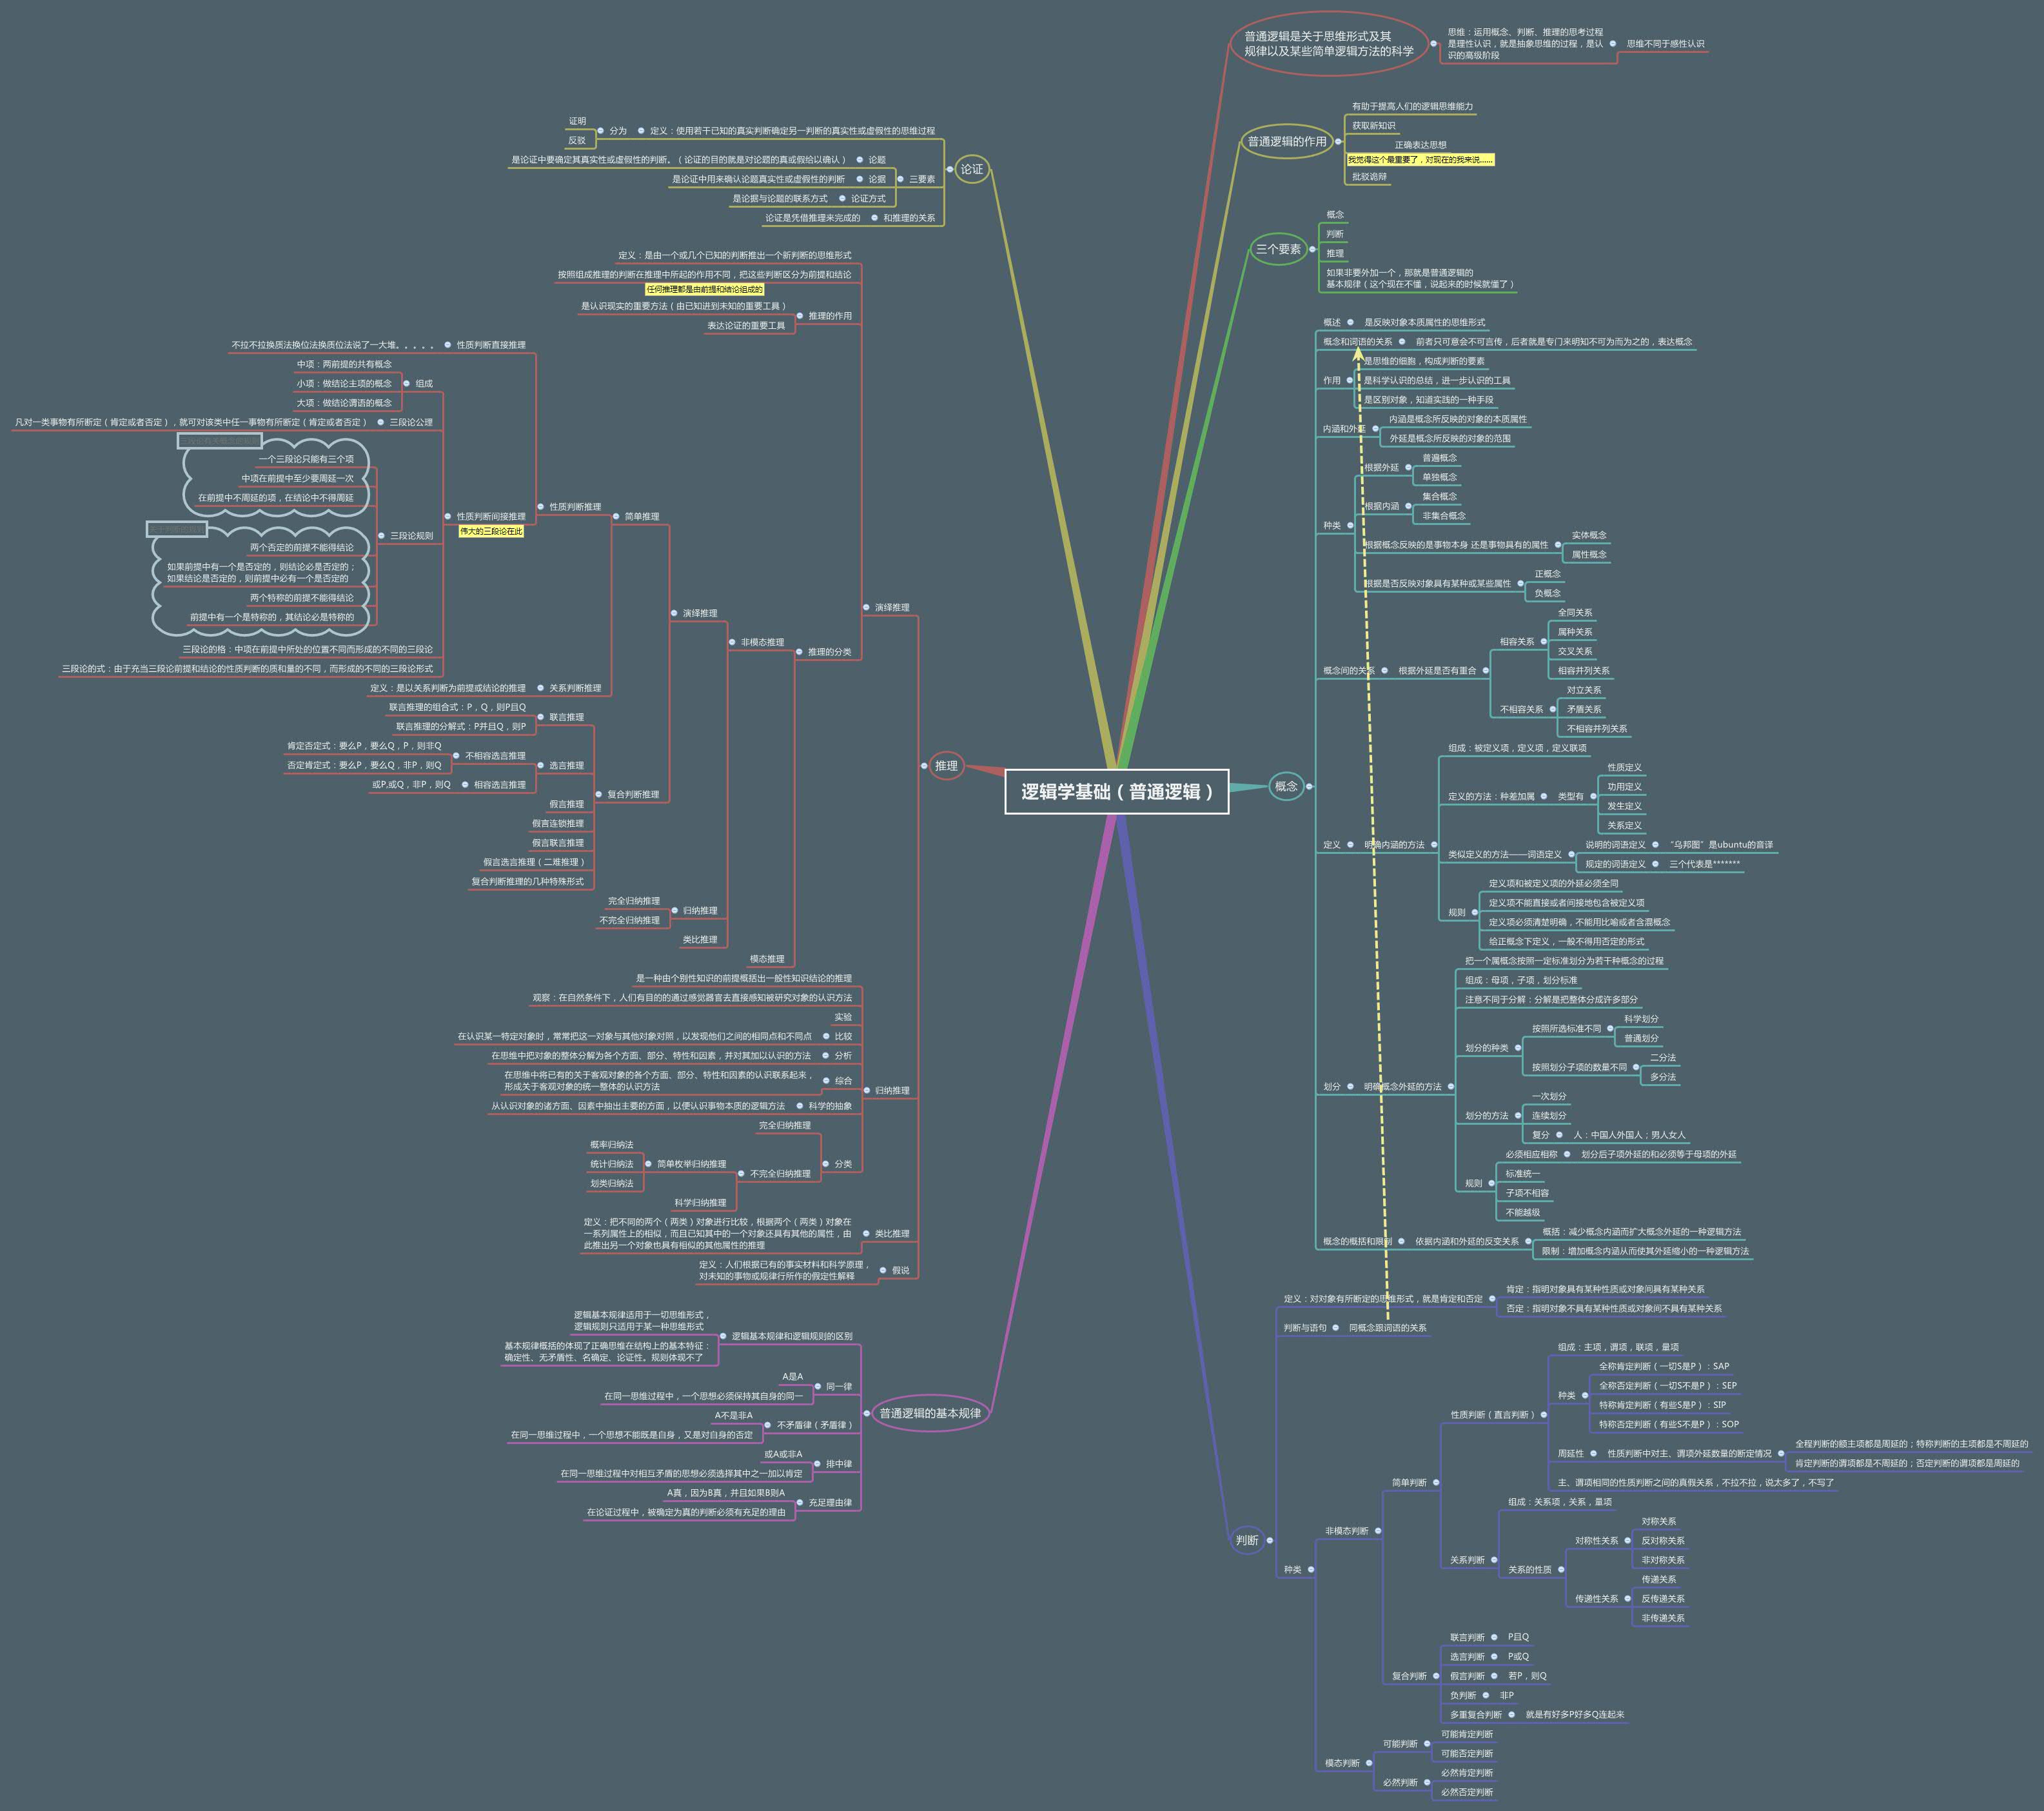 逻辑学基础（普通逻辑）
普通逻辑是关于思维形式及其
规律以及某些简单逻辑方法的科学
思维：运用概念、判断、推理的思考过程
是理性认识，就是抽象思维的过程，是认
识的高级阶段
思维不同于感性认识
普通逻辑的作用
有助于提高人们的逻辑思维能力
获取新知识
正确表达思想
我觉得这个最重要了，对现在的我来说……
批驳诡辩
三个要素
概念
判断
推理
如果非要外加一个，那就是普通逻辑的
基本规律（这个现在不懂，说起来的时候就懂了）
概念
概述
是反映对象本质属性的思维形式
概念和词语的关系
前者只可意会不可言传，后者就是专门来明知不可为而为之的，表达概念
作用
是思维的细胞，构成判断的要素
是科学认识的总结，进一步认识的工具
是区别对象，知道实践的一种手段
内涵和外延
内涵是概念所反映的对象的本质属性
外延是概念所反映的对象的范围
种类
根据外延
普遍概念
单独概念
根据内涵
集合概念
非集合概念
根据概念反映的是事物本身 还是事物具有的属性
实体概念
属性概念
根据是否反映对象具有某种或某些属性
正概念
负概念
概念间的关系
根据外延是否有重合
相容关系
全同关系
属种关系
交叉关系
相容并列关系
不相容关系
对立关系
矛盾关系
不相容并列关系
定义
明确内涵的方法
组成：被定义项，定义项，定义联项
定义的方法：种差加属
类型有
性质定义
功用定义
发生定义
关系定义
类似定义的方法——词语定义
说明的词语定义
“乌邦图”是ubuntu的音译
规定的词语定义
三个代表是*******
规则
定义项和被定义项的外延必须全同
定义项不能直接或者间接地包含被定义项
定义项必须清楚明确，不能用比喻或者含混概念
给正概念下定义，一般不得用否定的形式
划分
明确概念外延的方法
把一个属概念按照一定标准划分为若干种概念的过程
组成：母项，子项，划分标准
注意不同于分解：分解是把整体分成许多部分
划分的种类
按照所选标准不同
科学划分
普通划分
按照划分子项的数量不同
二分法
多分法
划分的方法
一次划分
连续划分
复分
人：中国人外国人；男人女人
规则
必须相应相称
划分后子项外延的和必须等于母项的外延
标准统一
子项不相容
不能越级
概念的概括和限制
依据内涵和外延的反变关系
概括：减少概念内涵而扩大概念外延的一种逻辑方法
限制：增加概念内涵从而使其外延缩小的一种逻辑方法
判断
定义：对对象有所断定的思维形式，就是肯定和否定
肯定：指明对象具有某种性质或对象间具有某种关系
否定：指明对象不具有某种性质或对象间不具有某种关系
判断与语句
同概念跟词语的关系
种类
非模态判断
简单判断
性质判断（直言判断）
组成：主项，谓项，联项，量项
种类
全称肯定判断（一切S是P）：SAP
全称否定判断（一切S不是P）：SEP
特称肯定判断（有些S是P）：SIP
特称否定判断（有些S不是P）：SOP
周延性
性质判断中对主、谓项外延数量的断定情况
全程判断的额主项都是周延的；特称判断的主项都是不周延的
肯定判断的谓项都是不周延的；否定判断的谓项都是周延的
主、谓项相同的性质判断之间的真假关系，不拉不拉，说太多了，不写了
关系判断
组成：关系项，关系，量项
关系的性质
对称性关系
对称关系
反对称关系
非对称关系
传递性关系
传递关系
反传递关系
非传递关系
复合判断
联言判断
P且Q
选言判断
P或Q
假言判断
若P，则Q
负判断
非P
多重复合判断
就是有好多P好多Q连起来
模态判断
可能判断
可能肯定判断
可能否定判断
必然判断
必然肯定判断
必然否定判断
论证
定义：使用若干已知的真实判断确定另一判断的真实性或虚假性的思维过程
分为
证明
反驳
三要素
论题
是论证中要确定其真实性或虚假性的判断。（论证的目的就是对论题的真或假给以确认）
论据
是论证中用来确认论题真实性或虚假性的判断
论证方式
是论据与论题的联系方式
和推理的关系
论证是凭借推理来完成的
推理
演绎推理
定义：是由一个或几个已知的判断推出一个新判断的思维形式
按照组成推理的判断在推理中所起的作用不同，把这些判断区分为前提和结论
任何推理都是由前提和结论组成的
推理的作用
是认识现实的重要方法（由已知进到未知的重要工具）
表达论证的重要工具
推理的分类
非模态推理
演绎推理
简单推理
性质判断推理
性质判断直接推理
不拉不拉换质法换位法换质位法说了一大堆。。。。。
性质判断间接推理
伟大的三段论在此
组成
中项：两前提的共有概念
小项：做结论主项的概念
大项：做结论谓语的概念
三段论公理
凡对一类事物有所断定（肯定或者否定），就可对该类中任一事物有所断定（肯定或者否定）
三段论规则
一个三段论只能有三个项
中项在前提中至少要周延一次
在前提中不周延的项，在结论中不得周延
两个否定的前提不能得结论
如果前提中有一个是否定的，则结论必是否定的；
如果结论是否定的，则前提中必有一个是否定的
两个特称的前提不能得结论
前提中有一个是特称的，其结论必是特称的
三段论的格：中项在前提中所处的位置不同而形成的不同的三段论
三段论的式：由于充当三段论前提和结论的性质判断的质和量的不同，而形成的不同的三段论形式
关系判断推理
定义：是以关系判断为前提或结论的推理
复合判断推理
联言推理
联言推理的组合式：P，Q，则P且Q
联言推理的分解式：P并且Q，则P
选言推理
不相容选言推理
肯定否定式：要么P，要么Q，P，则非Q
否定肯定式：要么P，要么Q，非P，则Q
相容选言推理
或P,或Q，非P，则Q
假言推理
假言连锁推理
假言联言推理
假言选言推理（二难推理）
复合判断推理的几种特殊形式
归纳推理
完全归纳推理
不完全归纳推理
类比推理
模态推理
归纳推理
是一种由个别性知识的前提概括出一般性知识结论的推理
观察：在自然条件下，人们有目的的通过感觉器官去直接感知被研究对象的认识方法
实验
比较
在认识某一特定对象时，常常把这一对象与其他对象对照，以发现他们之间的相同点和不同点
分析
在思维中把对象的整体分解为各个方面、部分、特性和因素，并对其加以认识的方法
综合
在思维中将已有的关于客观对象的各个方面、部分、特性和因素的认识联系起来，
形成关于客观对象的统一整体的认识方法
科学的抽象
从认识对象的诸方面、因素中抽出主要的方面，以便认识事物本质的逻辑方法
分类
完全归纳推理
不完全归纳推理
简单枚举归纳推理
概率归纳法
统计归纳法
划类归纳法
科学归纳推理
类比推理
定义：把不同的两个（两类）对象进行比较，根据两个（两类）对象在
一系列属性上的相似，而且已知其中的一个对象还具有其他的属性，由
此推出另一个对象也具有相似的其他属性的推理
假说
定义：人们根据已有的事实材料和科学原理，
对未知的事物或规律行所作的假定性解释
普通逻辑的基本规律
逻辑基本规律和逻辑规则的区别
逻辑基本规律适用于一切思维形式，
逻辑规则只适用于某一种思维形式
基本规律概括的体现了正确思维在结构上的基本特征：
确定性、无矛盾性、名确定、论证性。规则体现不了
同一律
A是A
在同一思维过程中，一个思想必须保持其自身的同一
不矛盾律（矛盾律）
A不是非A
在同一思维过程中，一个思想不能既是自身，又是对自身的否定
排中律
或A或非A
在同一思维过程中对相互矛盾的思想必须选择其中之一加以肯定
充足理由律
A真，因为B真，并且如果B则A
在论证过程中，被确定为真的判断必须有充足的理由